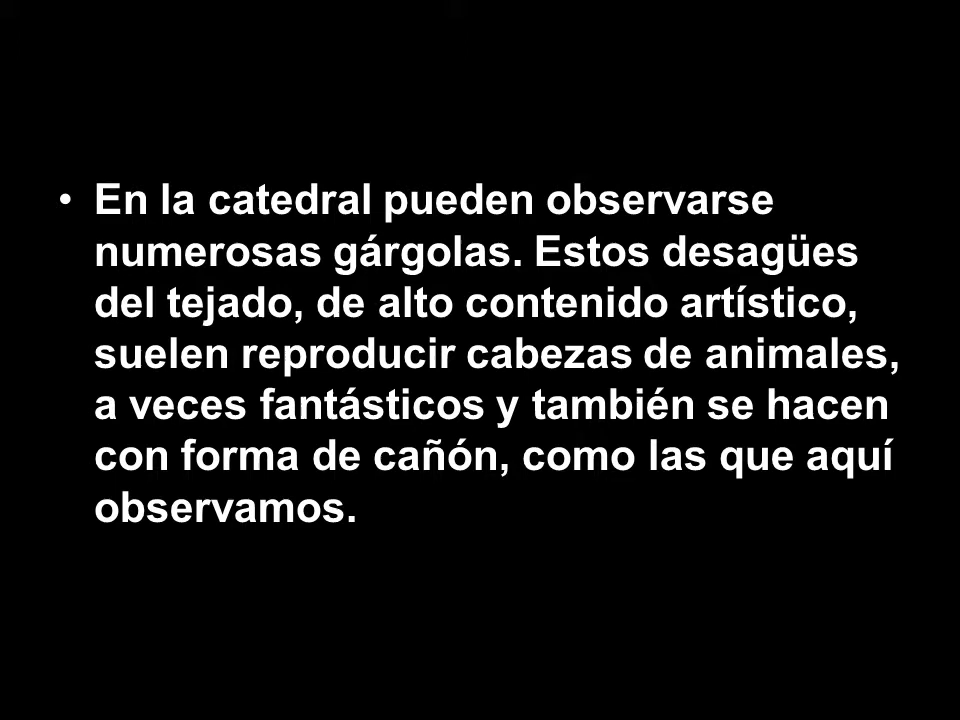 • En la catedral pueden observarse
numerosas gárgolas. Estos desagües
del tejado, de alto contenido artístico,
suelen reproducir cabezas de animales,
a veces fantásticos y también se hacen
con forma de cañón, como las que aquí
observamos.